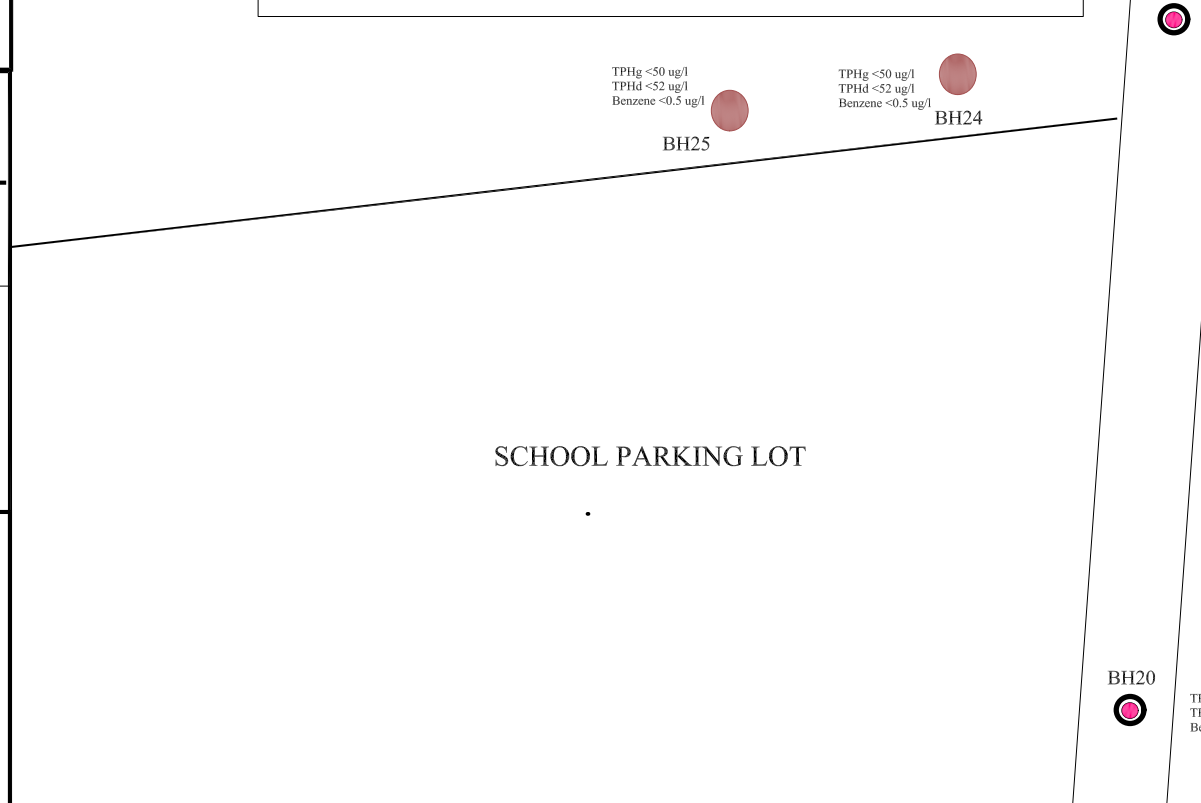 TPHg <50 ug/l
TPHd <52 ug/l
Benzene <0.5 ug/l
BH25
TPHg <50 ug/l
TPHd <52 ug/l
Benzene <0.5 ug/l
BH24
SCHOOL PARKING LOT
BH20